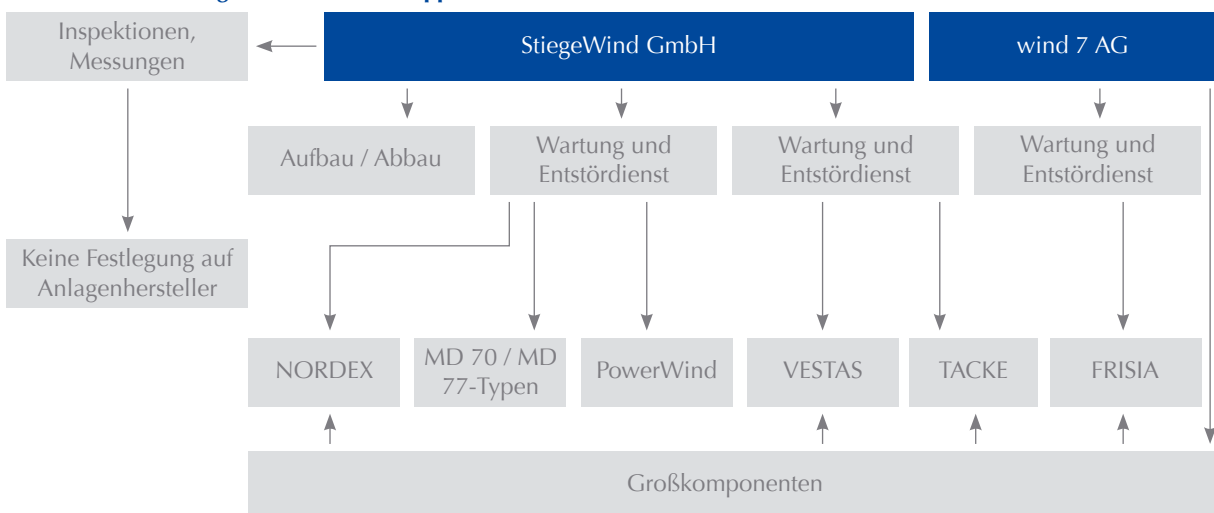 Inspektionen,
Messungen
StiegeWind GmbH
wind 7 AG
Aufbau / Abbau
Wartung und
Entstördienst
Wartung und
Entstördienst
Wartung und
Entstördienst
Keine Festlegung auf
Anlagenhersteller
NORDEX
MD 70 / MD
77-Typen
PowerWind
VESTAS
TACKE
FRISIA
Großkomponenten